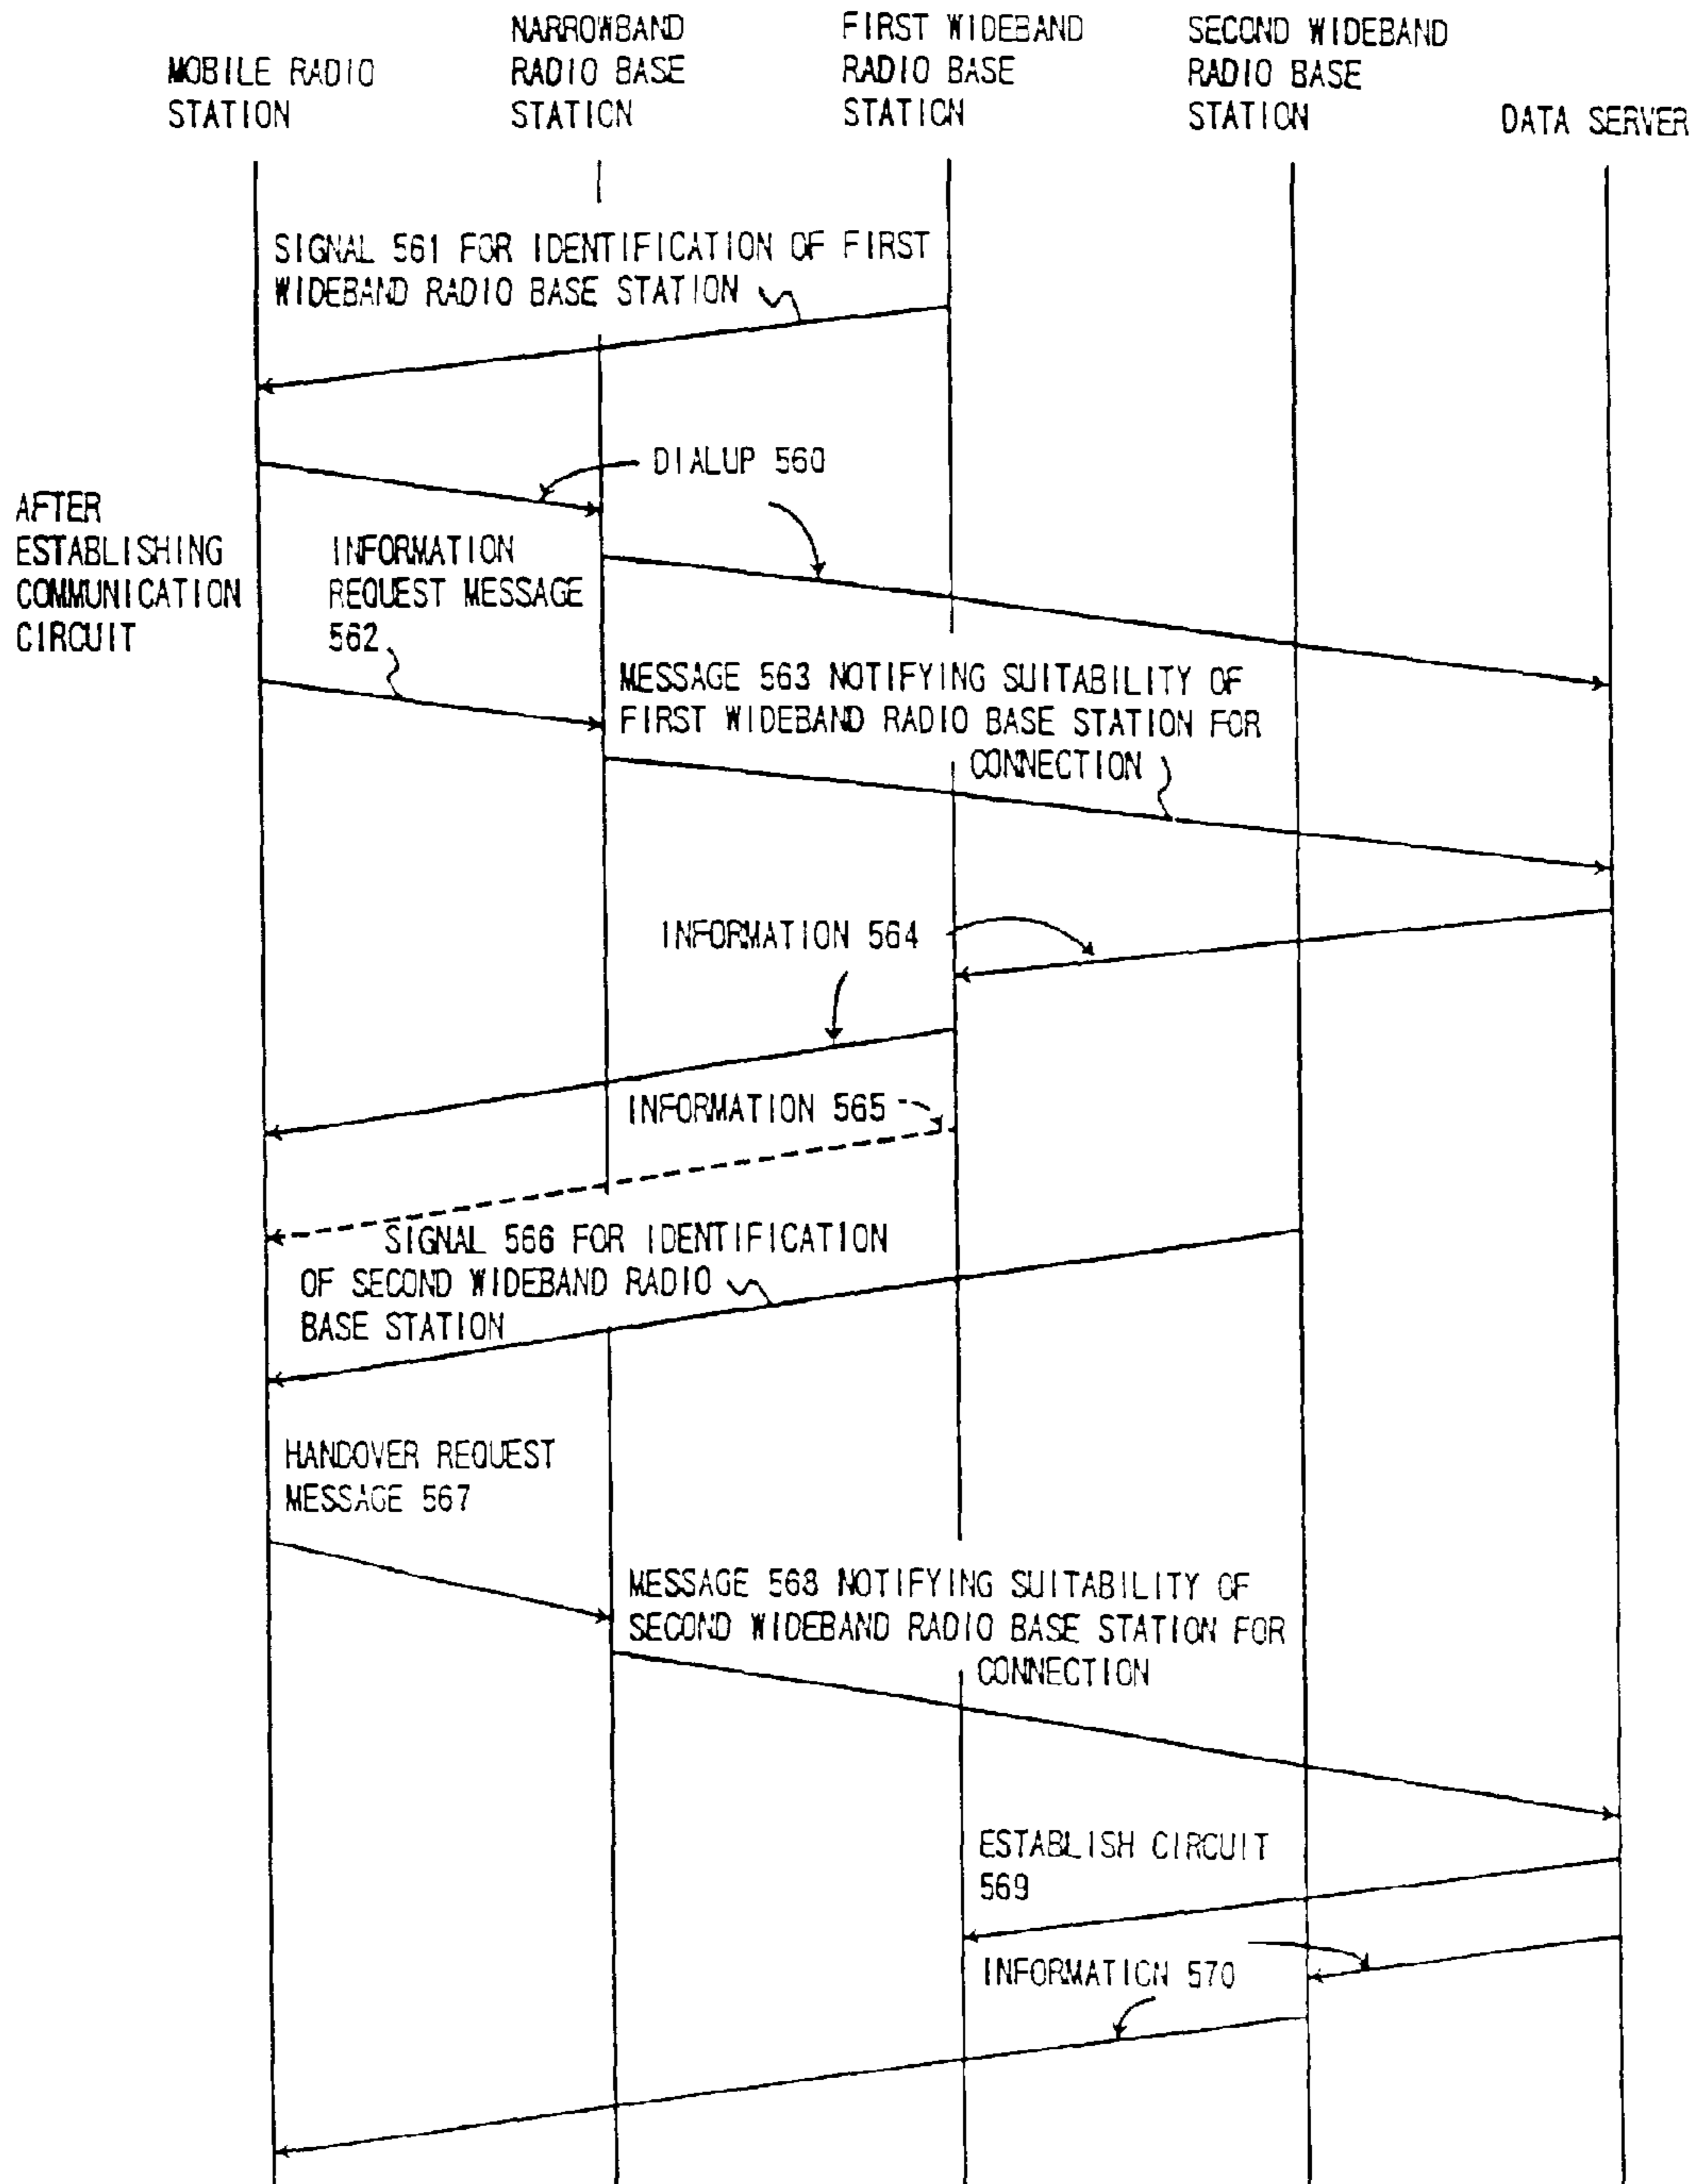 MOBILE RADIO
STATION
NARROWBAND
RADIO BASE
STATION
FIRST WIDEBAND
RADIO BASE
STATION
SECOND WIDEBAND
RADIO BASE
STATION
DATA SERVER
SIGNAL 561 FOR IDENTIFICATION OF FIRST
WIDEBAND RADIO BASE STATION
DIALUP 560
AFTER
ESTABLISHING
COMMUNICATION
CIRCUIT
INFORMATION
REQUEST MESSAGE
562
MESSAGE 563 NOTIFYING SUITABILITY OF
FIRST WIDEBAND RADIO BASE STATION FOR
CONNECTION
INFORMATION 564
INFORMATION 565
SIGNAL 566 FOR IDENTIFICATION
OF SECOND WIDEBAND RADIO
BASE STATION
HANDOVER REQUEST
MESSAGE 567
MESSAGE 568 NOTIFYING SUITABILITY OF
SECOND WIDEBAND RADIO BASE STATION FOR
CONNECTION
ESTABLISH CIRCUIT
569
INFORMATION 570